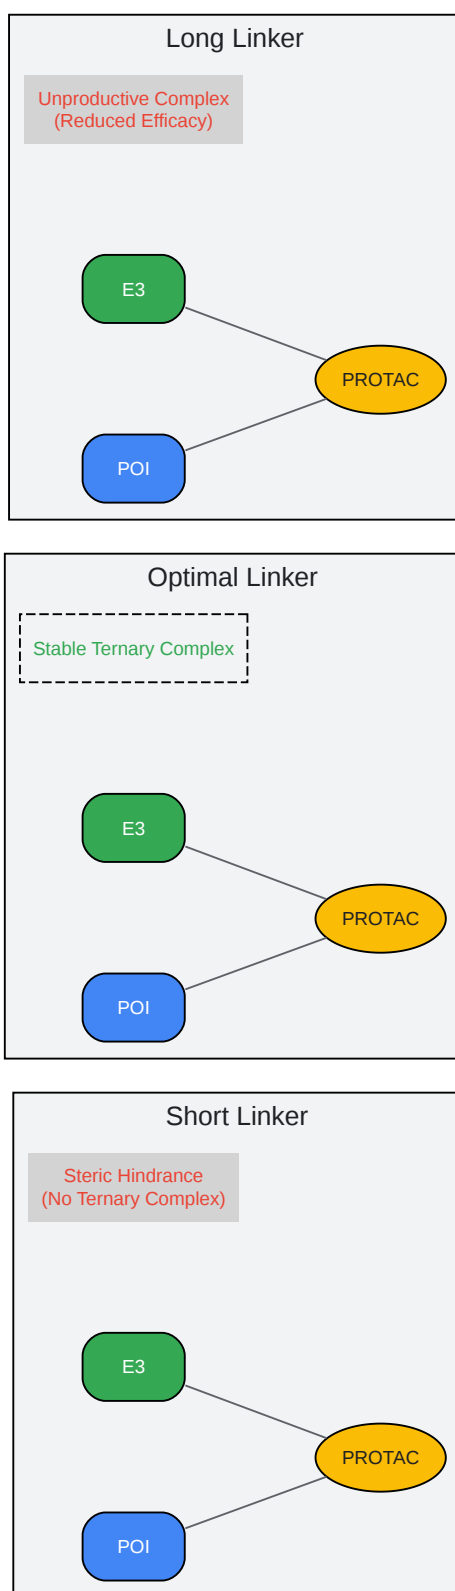 Long Linker
Unproductive Complex
(Reduced Efficacy)
E3
PROTAC
POI
Optimal Linker
Stable Ternary Complex
E3
PROTAC
POI
Short Linker
Steric Hindrance
(No Ternary Complex)
E3
PROTAC
POI